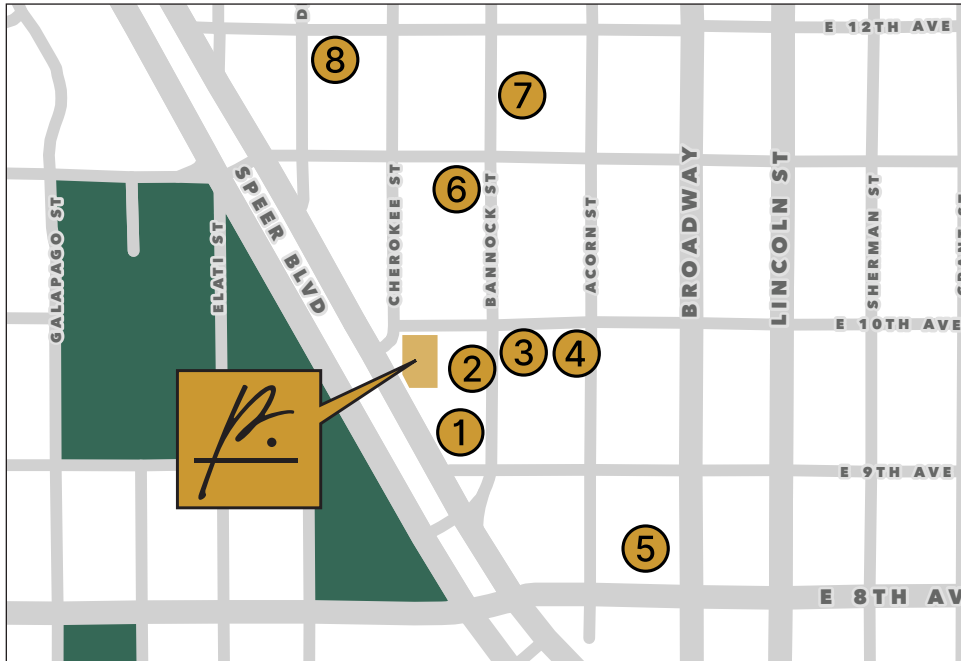 D
E 12TH AVE
8
7
SPEER BLVD
6
CHEROKEE ST
BANNOCK ST
ACORN ST
BROADWAY
LINCOLN ST
SHERMAN ST
GALAPAGO ST
ELATI ST
E 10TH AVE
3
4
2
p.
1
E 9TH AVE
5
E 8TH AV